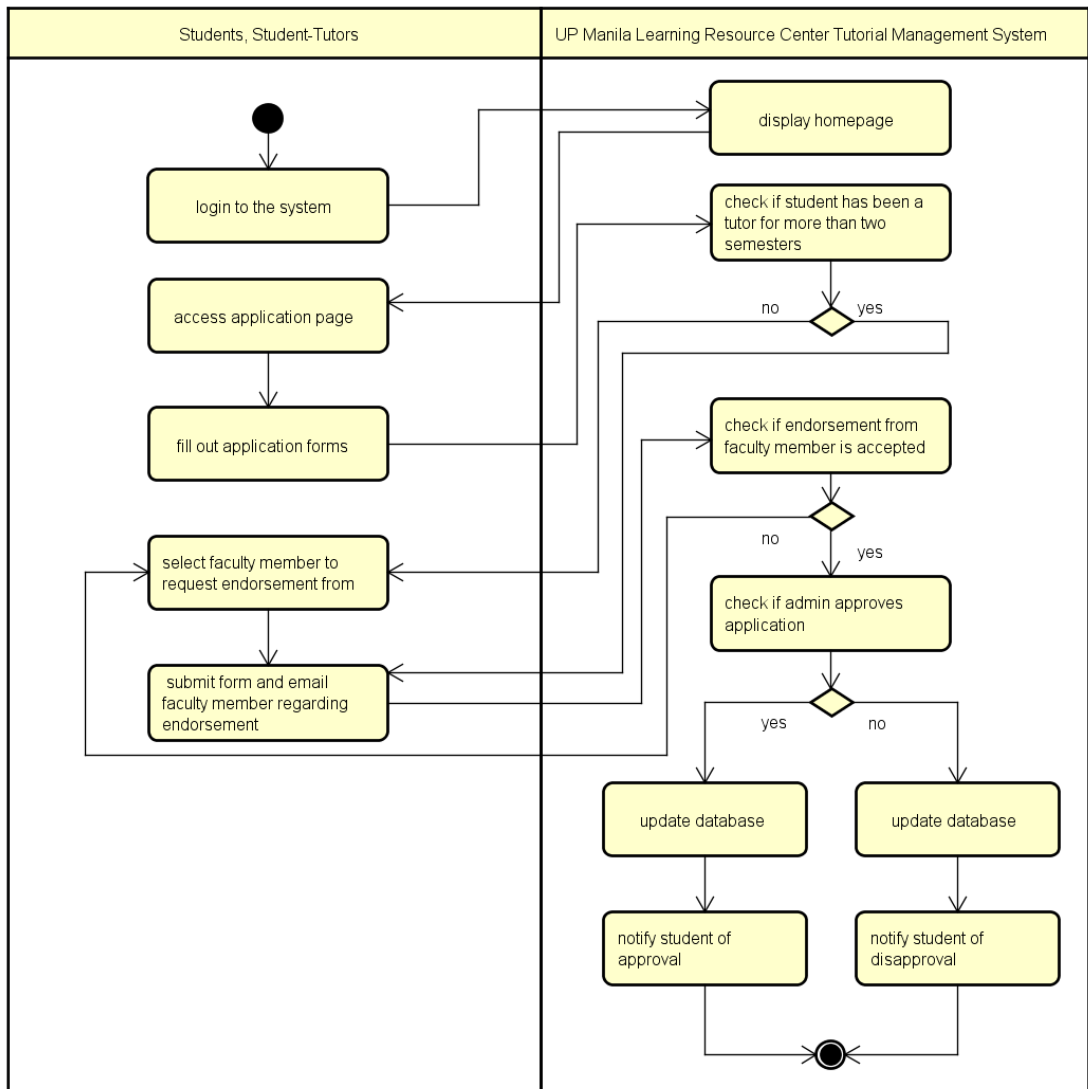 Students, Student-Tutors
UP Manila Learning Resource Center Tutorial Management System
display homepage
login to the system
check if student has been a
tutor for more than two
semesters
access application page
no
yes
fill out application forms
check if endorsement from
faculty member is accepted
select faculty member to
request endorsement from
no
yes
check if admin approves
application
submit form and email
faculty member regarding
endorsement
yes
no
update database
update database
notify student of
approval
notify student of
disapproval